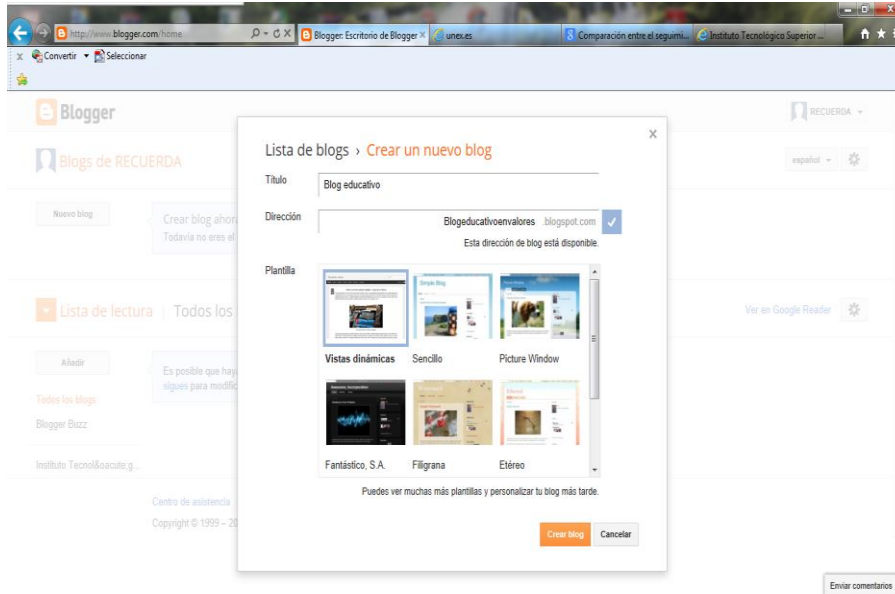 http://www.blogger.com/home
Blogger: Escritorio de Blogger
unex.es
Comparación entre el seguimi...
Instituto Tecnológico Superior ...
Convertir
Seleccionar
Blogger
RECUERDA
Blogs de RECUERDA
español
Nuevo blog
Crear blog ahor
Todavía no eres el
Lista de lectura
Todos los
Ver en Google Reader
Añadir
Es posible que hay
sigues para modific
Todos los blogs
Blogger Buzz
Instituto Tecnol&oacute;g...
Centro de asistencia
Copyright © 1999 – 20
Lista de blogs › Crear un nuevo blog
Título
Blog educativo
Dirección
Blogeducativoenvalores .blogspot.com
Esta dirección de blog está disponible.
Plantilla
Simple Blog
Vistas dinámicas
Sencillo
Picture Window
Fantástico, S.A.
Filigrana
Etéreo
Puedes ver muchas más plantillas y personalizar tu blog más tarde.
Crear blog
Cancelar
Enviar comentarios